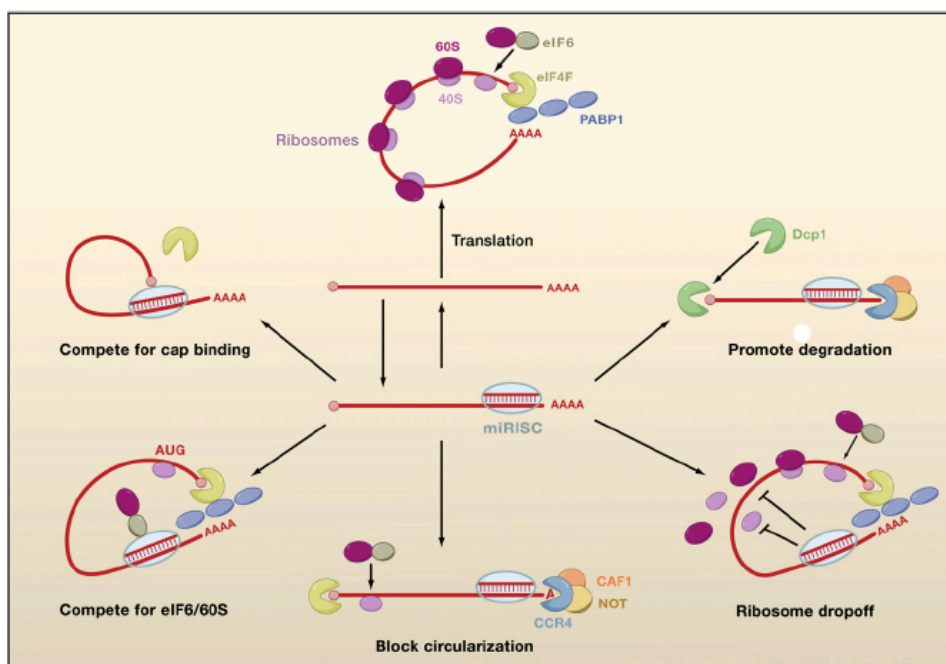 60S
eIF6
eIF4F
40S
PABP1
AAAA
Ribosomes
Translation
Dcp1
AAAA
AAAA
Compete for cap binding
Promote degradation
AAAA
miRISC
AUG
AAAA
AAAA
Compete for eIF6/60S
A
CAF1
NOT
CCR4
Block circularization
Ribosome dropoff